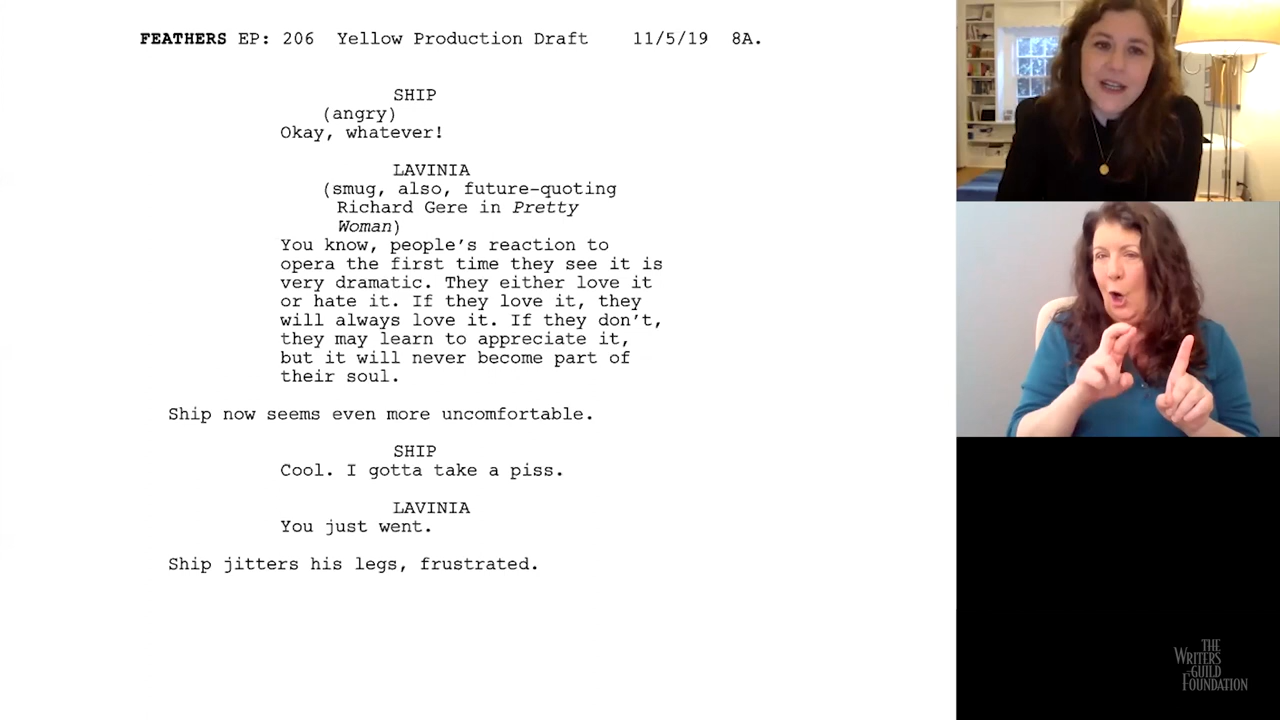 FEATHERS EP: 206 Yellow Production Draft 11/5/19 8A.
SHIP
(angry)
Okay, whatever!
LAVINIA
(smug, also, future-quoting
Richard Gere in Pretty
Woman)
You know, people’s reaction to
opera the first time they see it is
very dramatic. They either love it
or hate it. If they love it, they
will always love it. If they don’t,
they may learn to appreciate it,
but it will never become part of
their soul.
Ship now seems even more uncomfortable.
SHIP
Cool. I gotta take a piss.
LAVINIA
You just went.
Ship jitters his legs, frustrated.
THE
WRITERS
GUILD
FOUNDATION